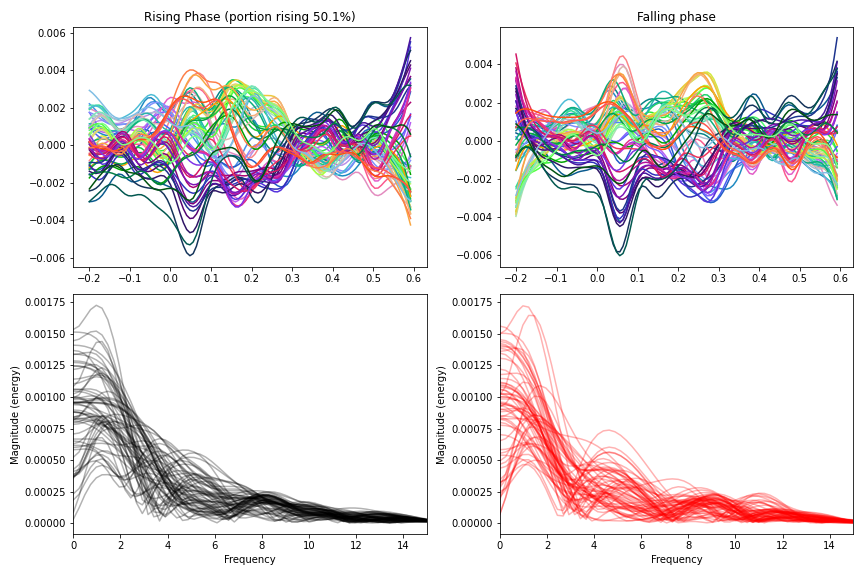 Rising Phase (portion rising 50.1%)
0.006
0.004
0.002
0.000
−0.002
−0.004
−0.006
−0.2 −0.1 0.0 0.1 0.2 0.3 0.4 0.5 0.6
Falling phase
0.004
0.002
0.000
−0.002
−0.004
−0.006
−0.2 −0.1 0.0 0.1 0.2 0.3 0.4 0.5 0.6
Magnitude (energy)
0.00175
0.00150
0.00125
0.00100
0.00075
0.00050
0.00025
0.00000
0 2 4 6 8 10 12 14
Frequency
Magnitude (energy)
0.00175
0.00150
0.00125
0.00100
0.00075
0.00050
0.00025
0.00000
0 2 4 6 8 10 12 14
Frequency